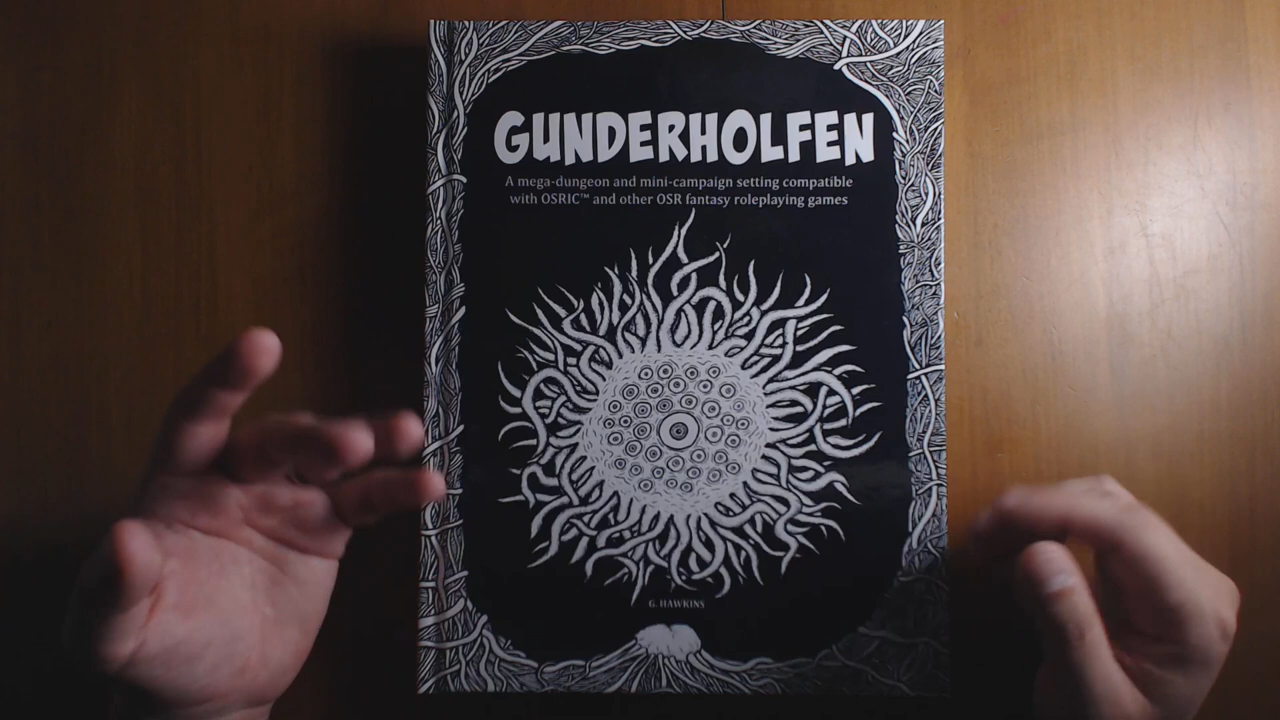 GUNDERHOLFEN
A mega-dungeon and mini-campaign setting compatible
with OSRIC™ and other OSR fantasy roleplaying games
G. HAWKINS